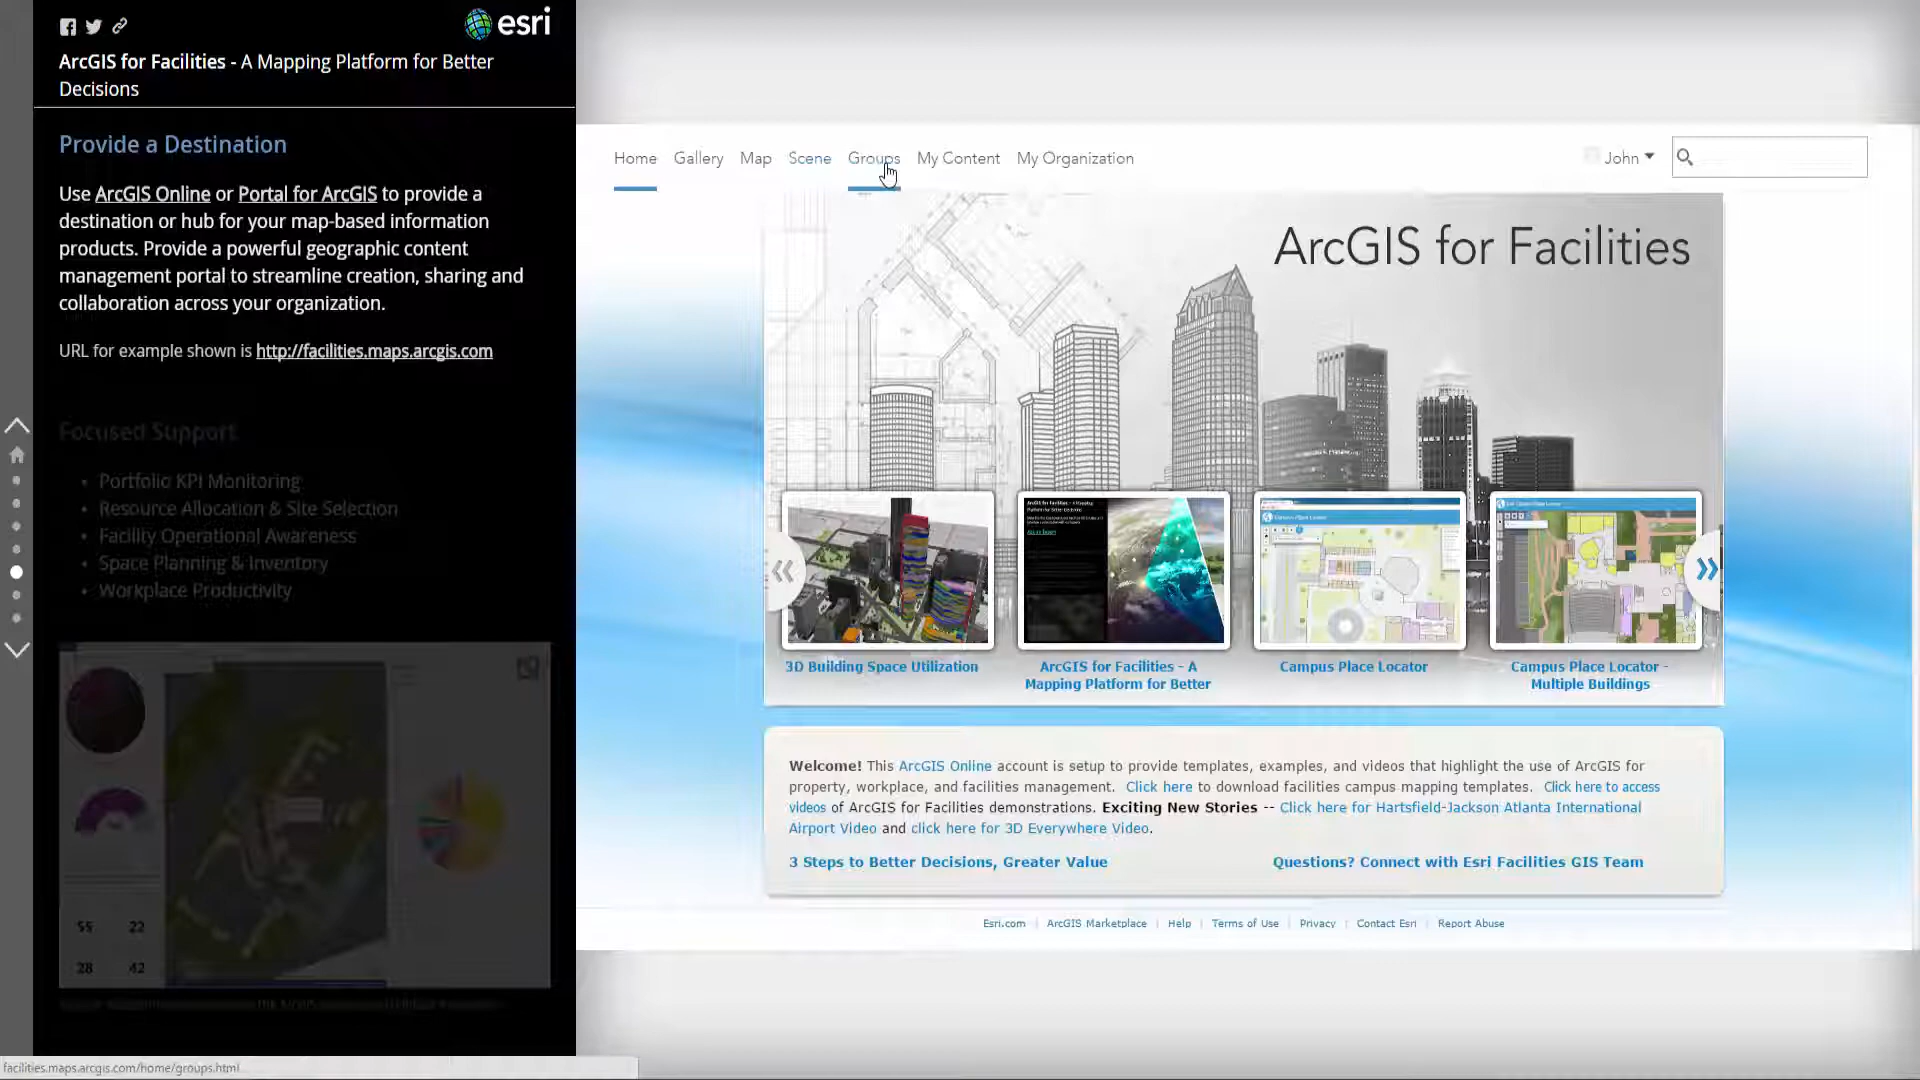 esri
ArcGIS for Facilities - A Mapping Platform for Better
Decisions
Provide a Destination
Use ArcGIS Online or Portal for ArcGIS to provide a
destination or hub for your map-based information
products. Provide a powerful geographic content
management portal to streamline creation, sharing and
collaboration across your organization.
URL for example shown is http://facilities.maps.arcgis.com
Focused Support
Portfolio KPI Monitoring
Resource Allocation & Site Selection
Facility Operational Awareness
Space Planning & Inventory
Workplace Productivity
55 22
28 42
facilities.maps.arcgis.com/home/groups.html
Home Gallery Map Scene Groups My Content My Organization John
ArcGIS for Facilities
3D Building Space Utilization
ArcGIS for Facilities - A
Mapping Platform for Better
Campus Place Locator
Campus Place Locator -
Multiple Buildings
Welcome! This ArcGIS Online account is setup to provide templates, examples, and videos that highlight the use of ArcGIS for
property, workplace, and facilities management. Click here to download facilities campus mapping templates. Click here to access
videos of ArcGIS for Facilities demonstrations. Exciting New Stories -- Click here for Hartsfield-Jackson Atlanta International
Airport Video and click here for 3D Everywhere Video.
3 Steps to Better Decisions, Greater Value
Questions? Connect with Esri Facilities GIS Team
Esri.com | ArcGIS Marketplace | Help | Terms of Use | Privacy | Contact Esri | Report Abuse